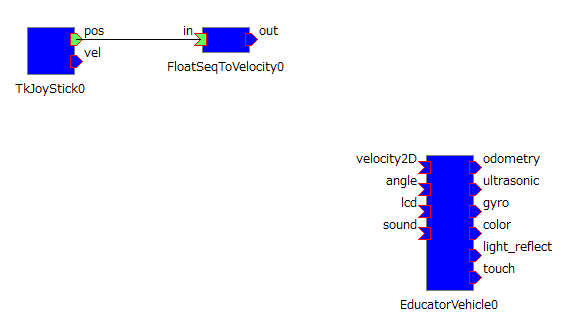 pos
in
out
vel
FloatSeqToVelocity0
TkJoyStick0
velocity2D
odometry
angle
ultrasonic
lcd
gyro
sound
color
light_reflect
touch
EducatorVehicle0